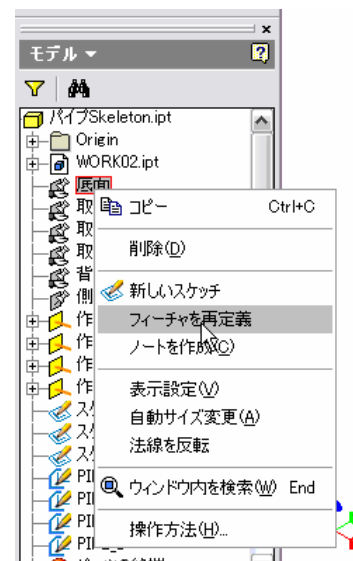 モデル
パイプSkeleton.ipt
Origin
WORK02.ipt
底面
取
取
取
背
側
作
作
作
作
スケ
ス
ス
PI
PI
PI
PI
コピー Ctrl+C
削除(D)
新しいスケッチ
フィーチャを再定義
ノートを作成(C)
表示設定(V)
自動サイズ変更(A)
法線を反転
ウィンドウ内を検索(W) End
操作方法(H)...